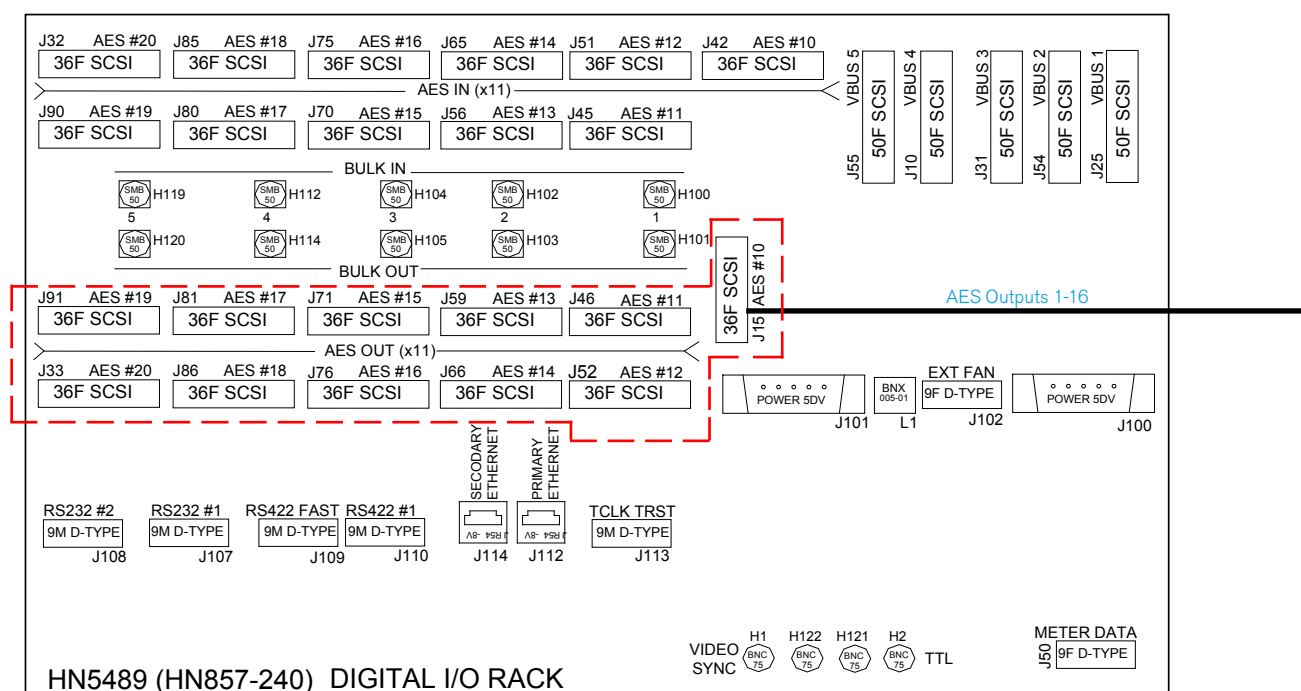 J32 AES #20 J85 AES #18 J75 AES #16 J65 AES #14 J51 AES #12 J42 AES #10
36F SCSI 36F SCSI 36F SCSI 36F SCSI 36F SCSI 36F SCSI
AES IN (x11)
J90 AES #19 J80 AES #17 J70 AES #15 J56 AES #13 J45 AES #11
36F SCSI 36F SCSI 36F SCSI 36F SCSI 36F SCSI
J55 VBUS 5 50F SCSI
J10 VBUS 4 50F SCSI
J31 VBUS 3 50F SCSI
J54 VBUS 2 50F SCSI
J25 VBUS 1 50F SCSI
BULK IN
SMB 50 H119 SMB 50 H112 SMB 50 H104 SMB 50 H102 SMB 50 H100
5 4 3 2 1
SMB 50 H120 SMB 50 H114 SMB 50 H105 SMB 50 H103 SMB 50 H101
BULK OUT
J91 AES #19 J81 AES #17 J71 AES #15 J59 AES #13 J46 AES #11
36F SCSI 36F SCSI 36F SCSI 36F SCSI 36F SCSI
36F SCSI
J15 AES #10
AES Outputs 1-16
AES OUT (x11)
J33 AES #20 J86 AES #18 J76 AES #16 J66 AES #14 J52 AES #12
36F SCSI 36F SCSI 36F SCSI 36F SCSI 36F SCSI
EXT FAN
POWER 5DV BNX 005-01 9F D-TYPE POWER 5DV
J101 L1 J102 J100
SECODARY ETHERNET
PRIMARY ETHERNET
RS232 #2 RS232 #1 RS422 FAST RS422 #1 TCLK TRST
9M D-TYPE 9M D-TYPE 9M D-TYPE 9M D-TYPE JR54 -8V JR54 -8V 9M D-TYPE
J108 J107 J109 J110 J114 J112 J113
H1 H122 H121 H2
VIDEO SYNC BNC 75 BNC 75 BNC 75 BNC 75 TTL
METER DATA
J50 9F D-TYPE
HN5489 (HN857-240) DIGITAL I/O RACK